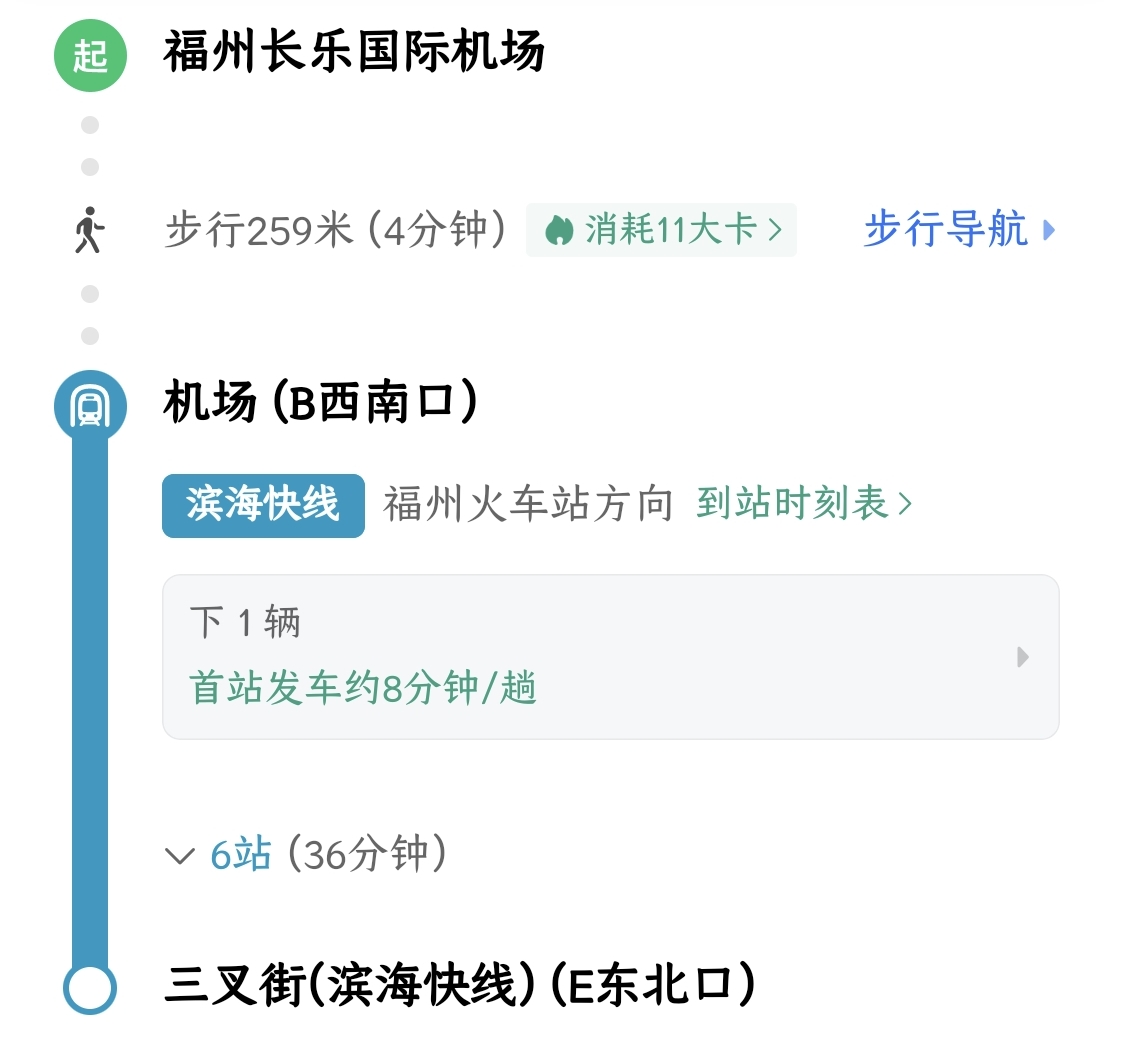 起 福州长乐国际机场
步行259米 (4分钟) 消耗11大卡 步行导航
机场 (B西南口)
滨海快线 福州火车站方向 到站时刻表
下 1 辆
首站发车约8分钟/趟
6站 (36分钟)
三叉街(滨海快线) (E东北口)